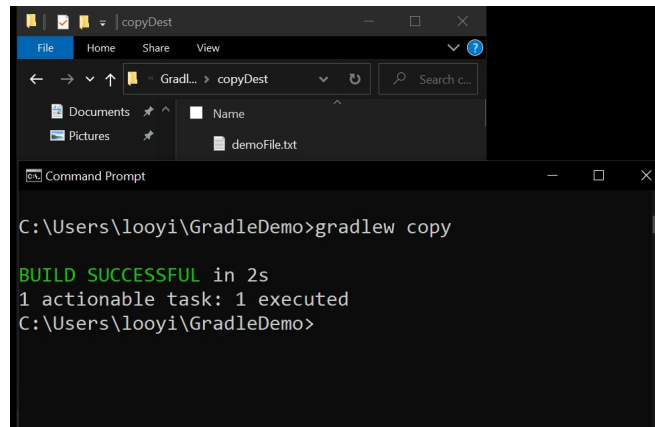 copyDest
File Home Share View
Gradl... > copyDest Search c...
Documents Name
Pictures demoFile.txt
Command Prompt
C:\Users\looyi\GradleDemo>gradlew copy
BUILD SUCCESSFUL in 2s
1 actionable task: 1 executed
C:\Users\looyi\GradleDemo>